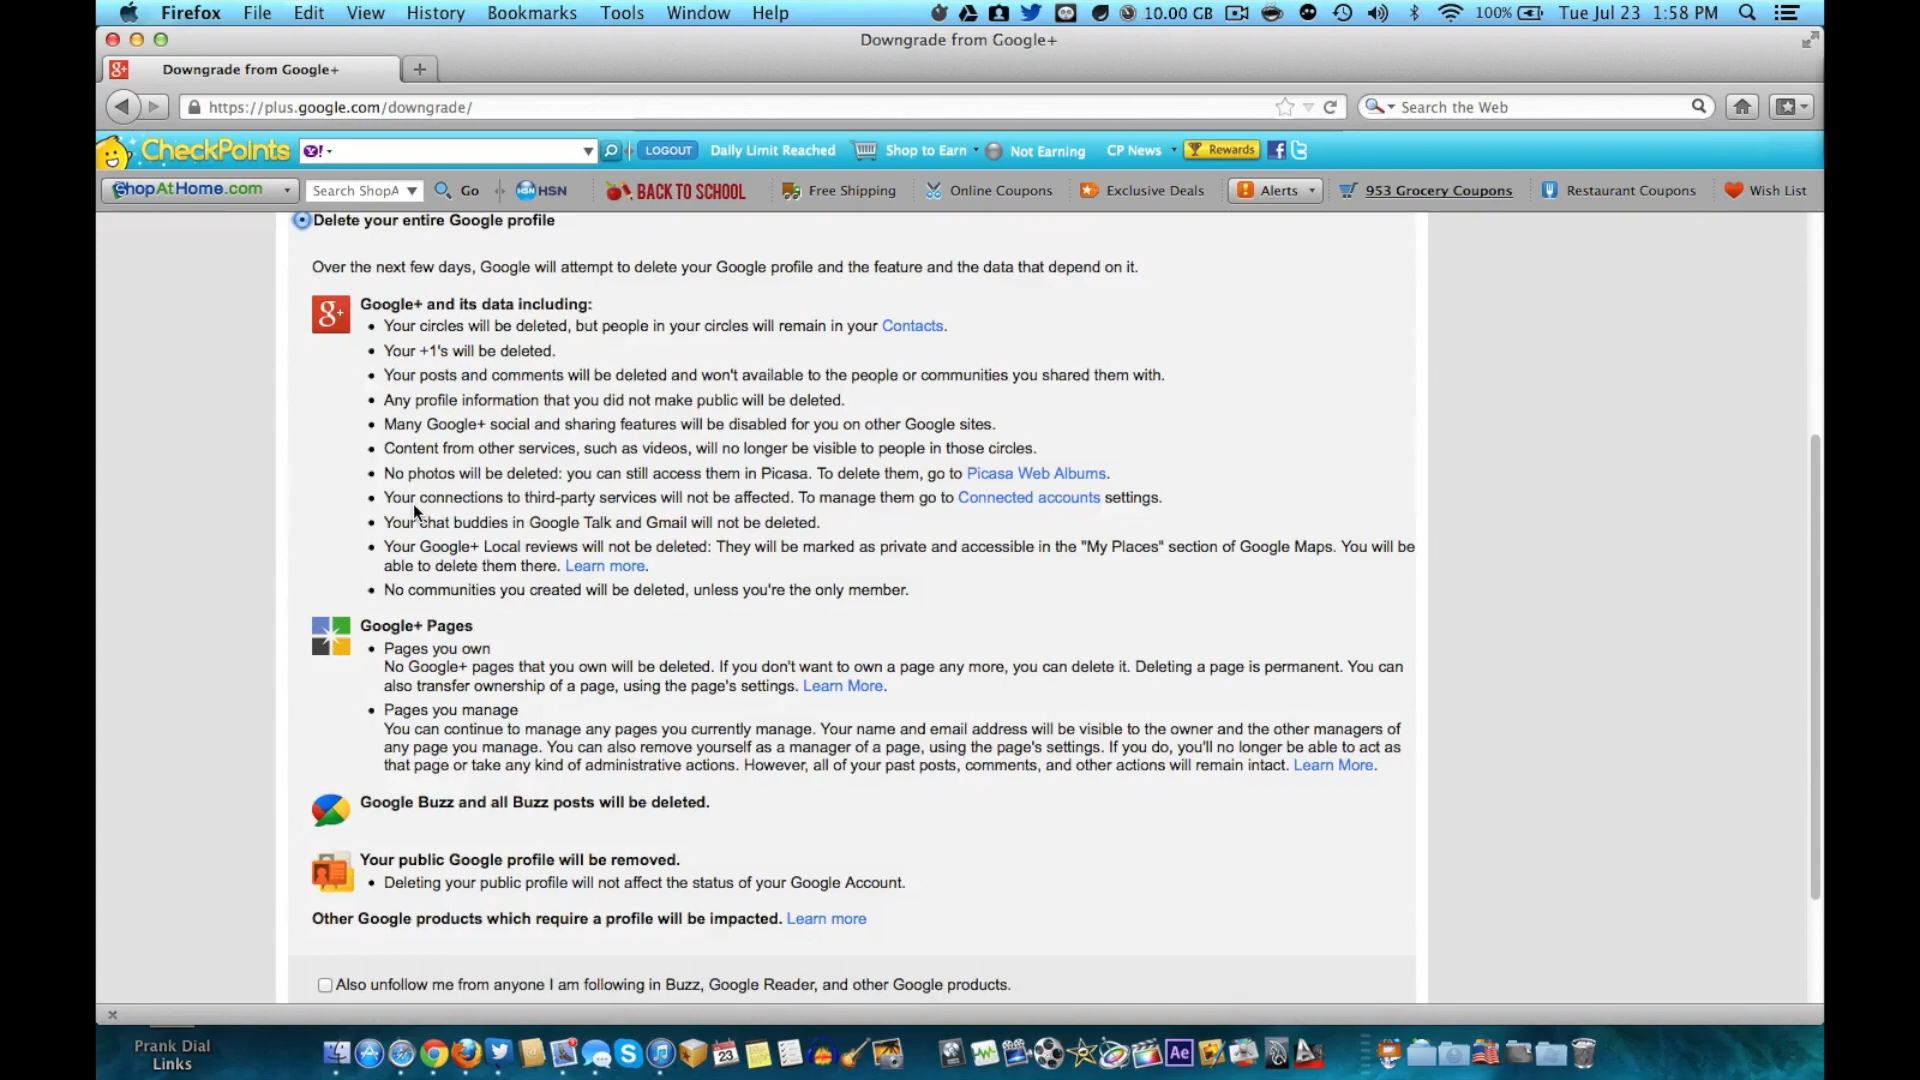 Firefox File Edit View History Bookmarks Tools Window Help 10.00 GB 100% Tue Jul 23 1:58 PM
Downgrade from Google+
Downgrade from Google+
https://plus.google.com/downgrade/ Search the Web
CheckPoints Y! LOGOUT Daily Limit Reached Shop to Earn Not Earning CP News Rewards
ShopAtHome.com Search ShopA Go HSN BACK TO SCHOOL Free Shipping Online Coupons Exclusive Deals Alerts 953 Grocery Coupons Restaurant Coupons Wish List
Delete your entire Google profile
Over the next few days, Google will attempt to delete your Google profile and the feature and the data that depend on it.
Google+ and its data including:
• Your circles will be deleted, but people in your circles will remain in your Contacts.
• Your +1's will be deleted.
• Your posts and comments will be deleted and won't available to the people or communities you shared them with.
• Any profile information that you did not make public will be deleted.
• Many Google+ social and sharing features will be disabled for you on other Google sites.
• Content from other services, such as videos, will no longer be visible to people in those circles.
• No photos will be deleted: you can still access them in Picasa. To delete them, go to Picasa Web Albums.
• Your connections to third-party services will not be affected. To manage them go to Connected accounts settings.
• Your chat buddies in Google Talk and Gmail will not be deleted.
• Your Google+ Local reviews will not be deleted: They will be marked as private and accessible in the "My Places" section of Google Maps. You will be
able to delete them there. Learn more.
• No communities you created will be deleted, unless you're the only member.
Google+ Pages
• Pages you own
No Google+ pages that you own will be deleted. If you don't want to own a page any more, you can delete it. Deleting a page is permanent. You can
also transfer ownership of a page, using the page's settings. Learn More.
• Pages you manage
You can continue to manage any pages you currently manage. Your name and email address will be visible to the owner and the other managers of
any page you manage. You can also remove yourself as a manager of a page, using the page's settings. If you do, you'll no longer be able to act as
that page or take any kind of administrative actions. However, all of your past posts, comments, and other actions will remain intact. Learn More.
Google Buzz and all Buzz posts will be deleted.
Your public Google profile will be removed.
• Deleting your public profile will not affect the status of your Google Account.
Other Google products which require a profile will be impacted. Learn more
Also unfollow me from anyone I am following in Buzz, Google Reader, and other Google products.
Prank Dial
Links
23
Ae